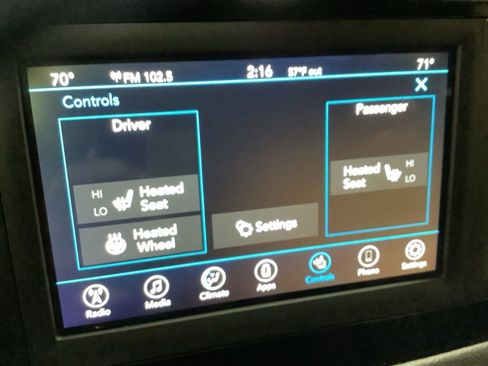 70° FM 102.5 2:16 57°F out 71°
Controls
Driver
HI
LO
Heated
Seat
Heated
Wheel
Settings
Passenger
Heated
Seat
HI
LO
Radio Media Climate Apps Controls Phone Settings